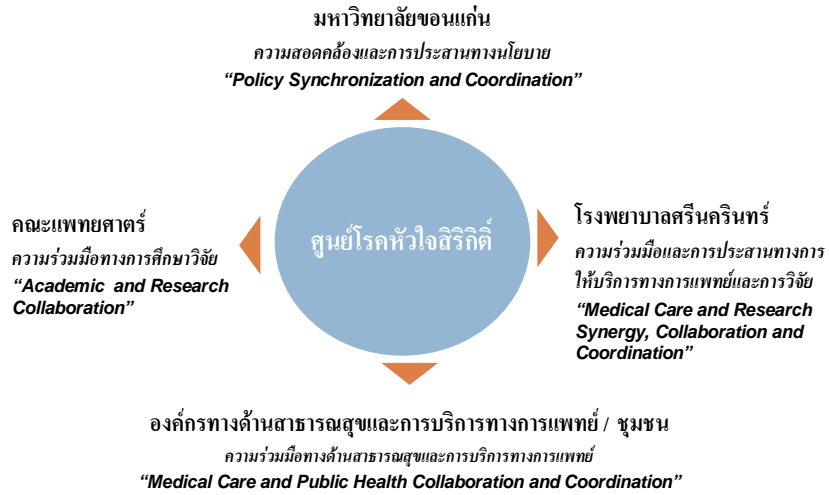 มหาวิทยาลัยขอนแก่น
ความสอดคล้องและการประสานทางนโยบาย
“Policy Synchronization and Coordination”
คณะแพทยศาตร์
ความร่วมมือทางการศึกษาวิจัย
“Academic and Research
Collaboration”
ศูนย์โรคหัวใจสิริกิติ์
โรงพยาบาลศรีนครินทร์
ความร่วมมือและการประสานทางการ
ให้บริการทางการแพทย์และการวิจัย
“Medical Care and Research
Synergy, Collaboration and
Coordination”
องค์กรทางด้านสาธารณสุขและการบริการทางการแพทย์ / ชุมชน
ความร่วมมือทางด้านสาธารณสุขและการบริการทางการแพทย์
“Medical Care and Public Health Collaboration and Coordination”